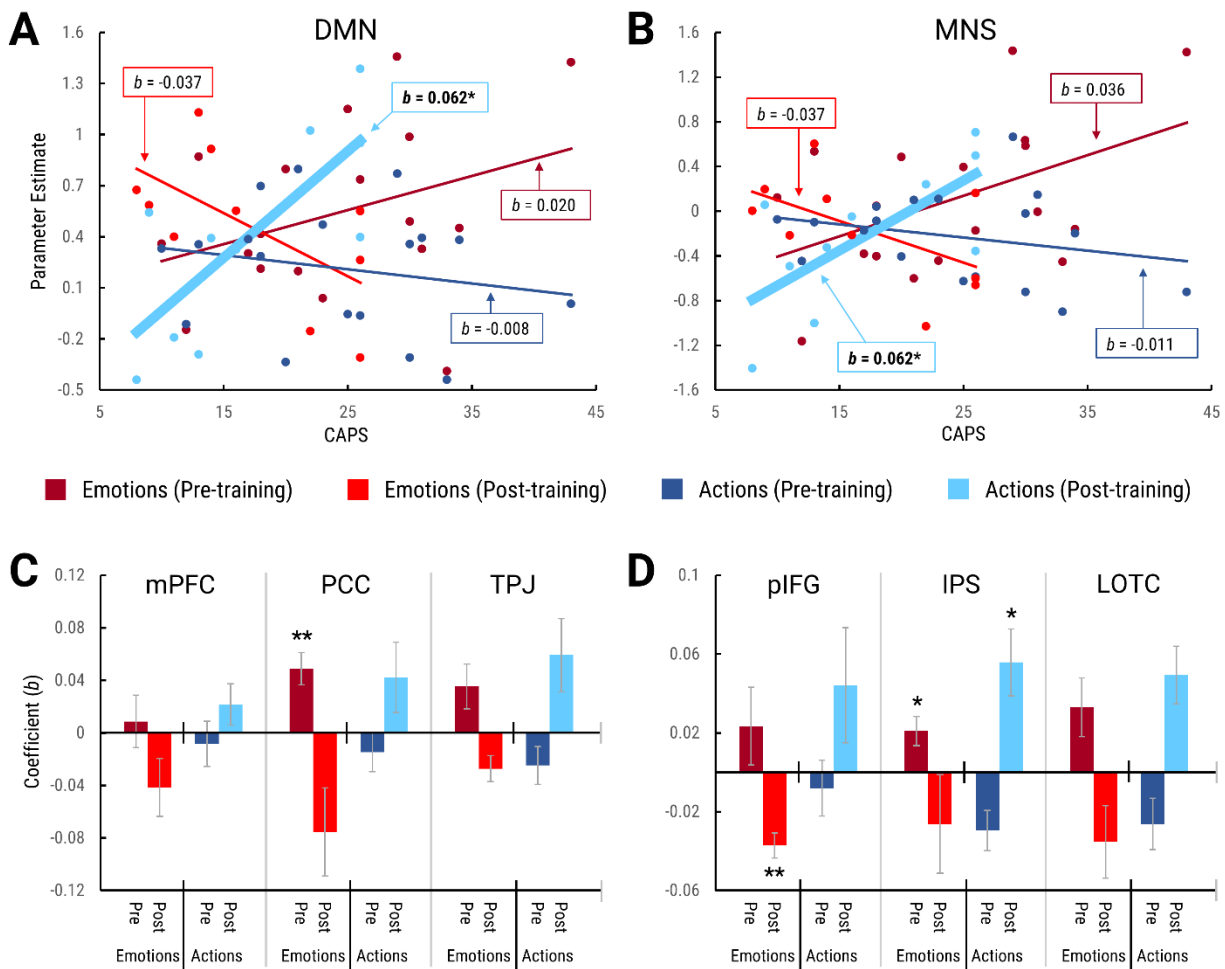 A
DMN
Parameter Estimate
1.6
1.3
1
0.7
0.4
0.1
-0.2
-0.5
b = -0.037
b = 0.062*
b = 0.020
b = -0.008
5
15
25
35
45
CAPS
B
MNS
1.6
1.2
0.8
0.4
0
-0.4
-0.8
-1.2
-1.6
b = -0.037
b = 0.036
b = 0.062*
b = -0.011
5
15
25
35
45
CAPS
Emotions (Pre-training)
Emotions (Post-training)
Actions (Pre-training)
Actions (Post-training)
C
mPFC
PCC
TPJ
Coefficient (b)
0.12
0.08
0.04
0
-0.04
-0.08
-0.12
**
Pre Post Pre Post Pre Post Pre Post Pre Post Pre Post
Emotions Actions Emotions Actions Emotions Actions
D
pIFG
IPS
LOTC
0.1
0.06
0.02
-0.02
-0.06
**
*
*
Pre Post Pre Post Pre Post Pre Post Pre Post Pre Post
Emotions Actions Emotions Actions Emotions Actions